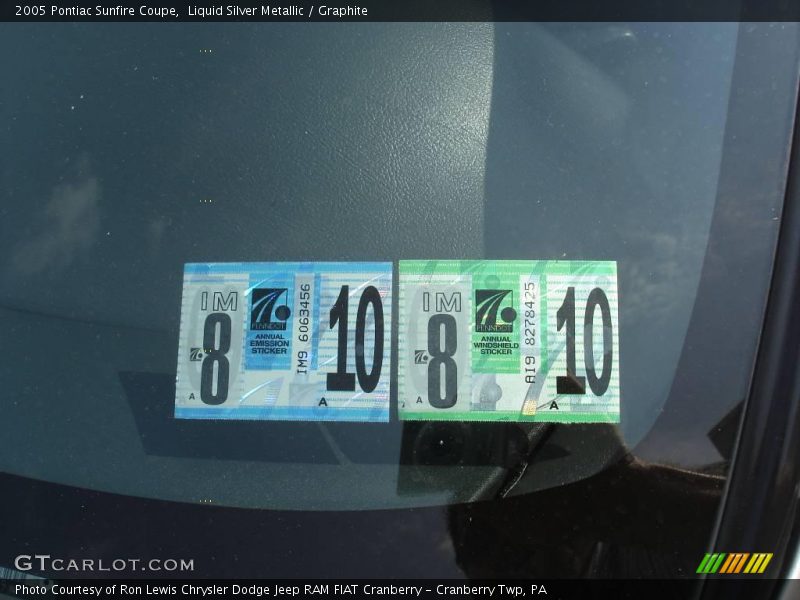 2005 Pontiac Sunfire Coupe, Liquid Silver Metallic / Graphite
IM
8
A
PENNDOT
ANNUAL
EMISSION
STICKER
IM9 6063456
10
A
IM
8
A
PENNDOT
ANNUAL
WINDSHIELD
STICKER
AI9 8278425
10
A
GTCARLOT.COM
Photo Courtesy of Ron Lewis Chrysler Dodge Jeep RAM FIAT Cranberry – Cranberry Twp, PA